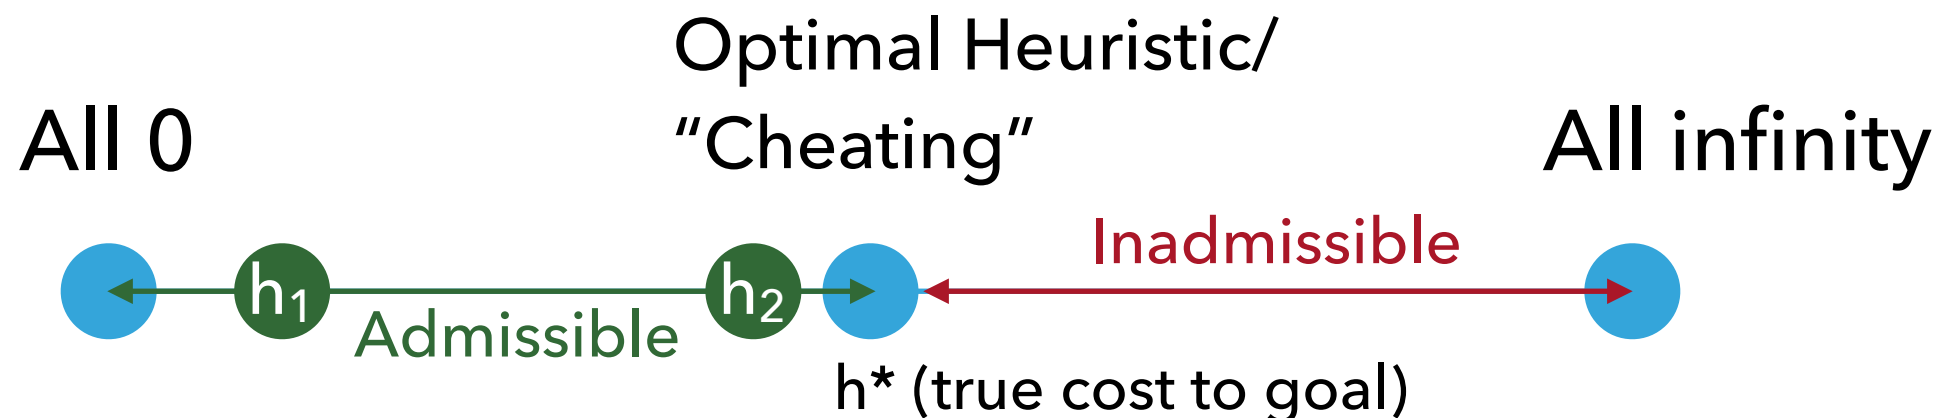 Optimal Heuristic/
“Cheating”
All 0
All infinity
Inadmissible
h₁
h₂
Admissible
h* (true cost to goal)